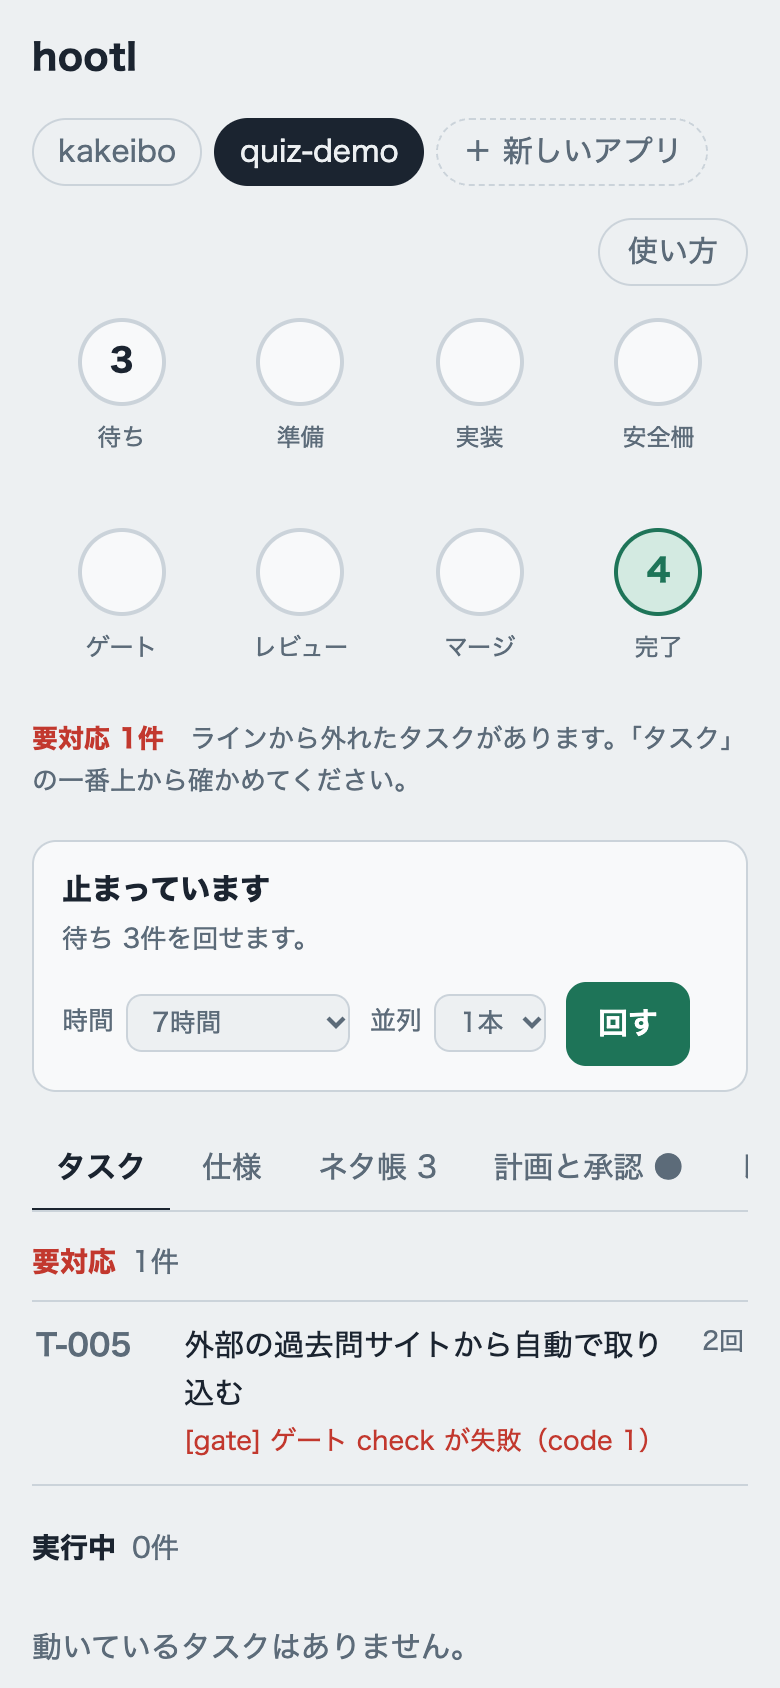 hootl
kakeibo
quiz-demo
+ 新しいアプリ
使い方
3
待ち
準備
実装
安全柵
ゲート
レビュー
マージ
4
完了
要対応 1件 ラインから外れたタスクがあります。「タスク」
の一番上から確かめてください。
止まっています
待ち 3件を回せます。
時間 7時間 並列 1本 回す
タスク 仕様 ネタ帳 3 計画と承認 ●
要対応 1件
T-005 外部の過去問サイトから自動で取り 2回
込む
[gate] ゲート check が失敗（code 1）
実行中 0件
動いているタスクはありません。